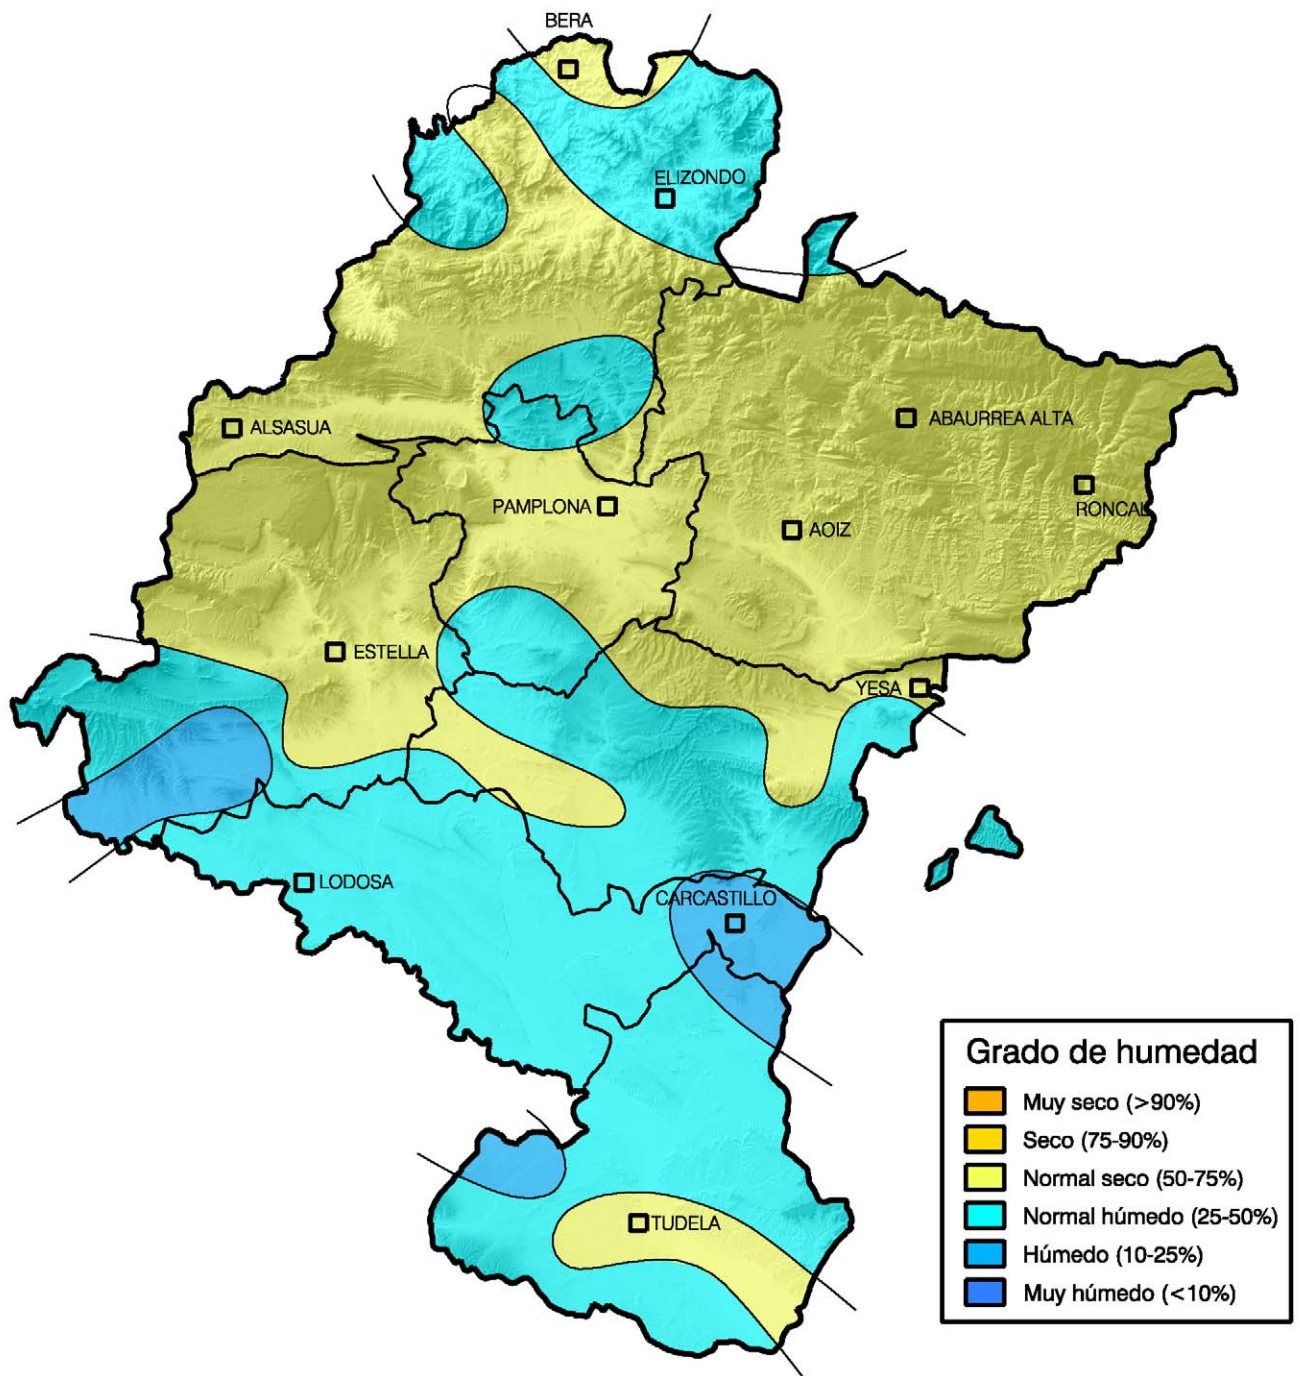 BERA
ELIZONDO
ALSASUA
ABAURREA ALTA
RONCAL
PAMPLONA
AOIZ
ESTELLA
YESA
LODOSA
CARCASTILLO
TUDELA
Grado de humedad
Muy seco (>90%)
Seco (75-90%)
Normal seco (50-75%)
Normal húmedo (25-50%)
Húmedo (10-25%)
Muy húmedo (<10%)